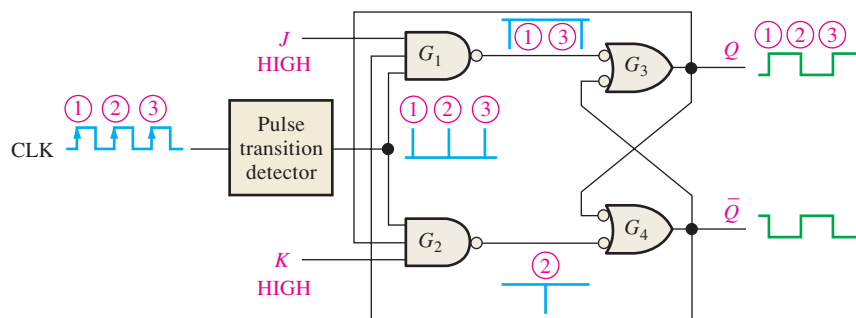 J
HIGH
G1
① ③
G3
Q
① ② ③
① ② ③
CLK
Pulse
transition
detector
① ② ③
G2
K
HIGH
②
G4
Q̄